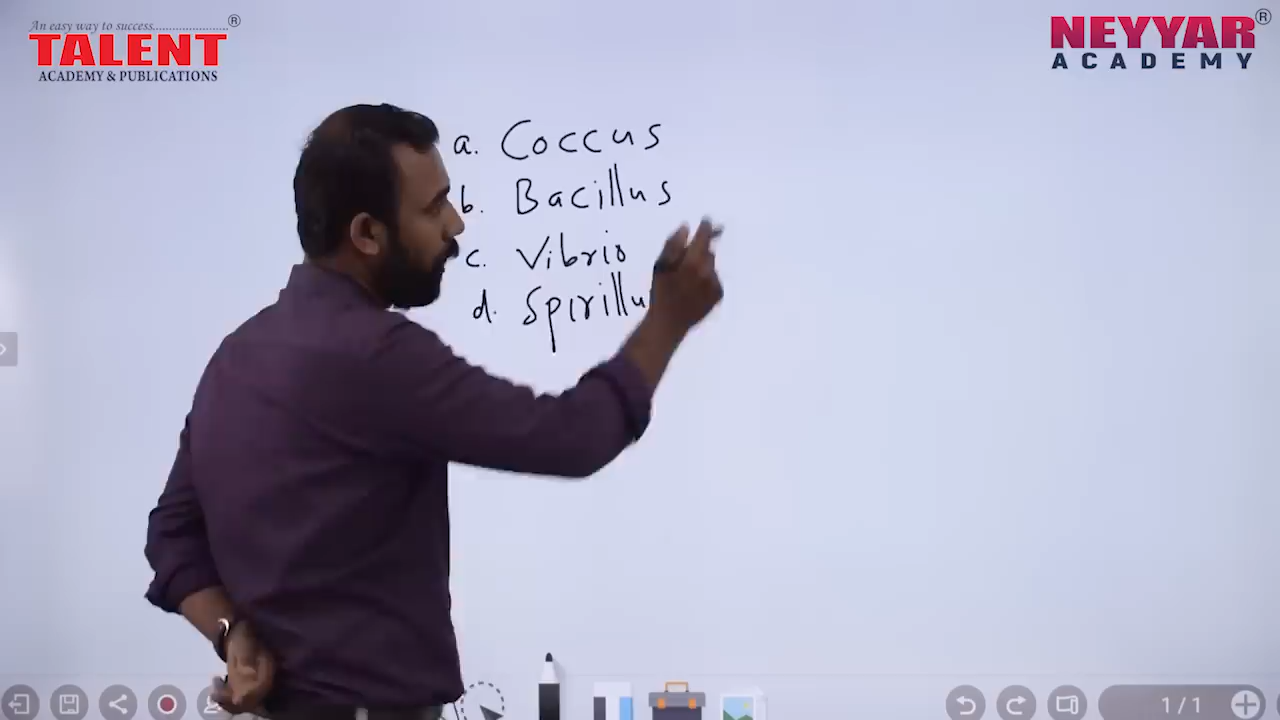 An easy way to success........................®
TALENT
ACADEMY & PUBLICATIONS
NEYYAR®
ACADEMY
a. Coccus
b. Bacillus
c. Vibrio
d. Spirillu
1/1